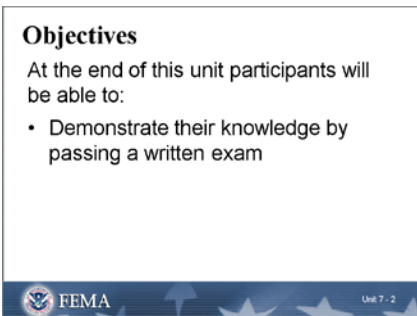 Objectives
At the end of this unit participants will
be able to:
• Demonstrate their knowledge by
passing a written exam
FEMA
Unit 7 - 2